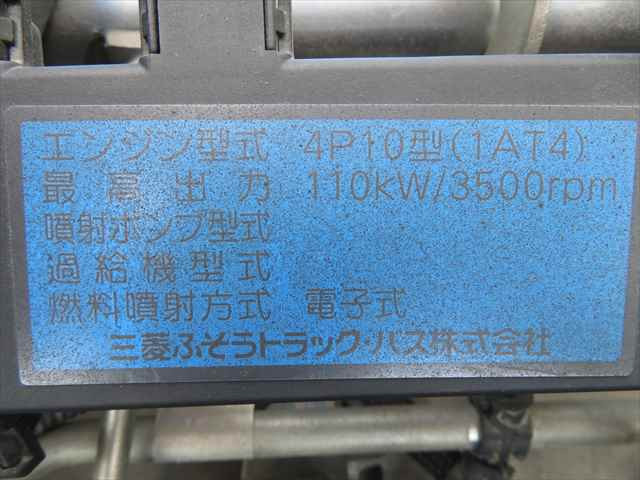 エンジン型式 4P10型(1AT4)
最高出力 110kW/3500rpm
噴射ポンプ型式
過給機型式
燃料噴射方式 電子式
三菱ふそうトラック・バス株式会社